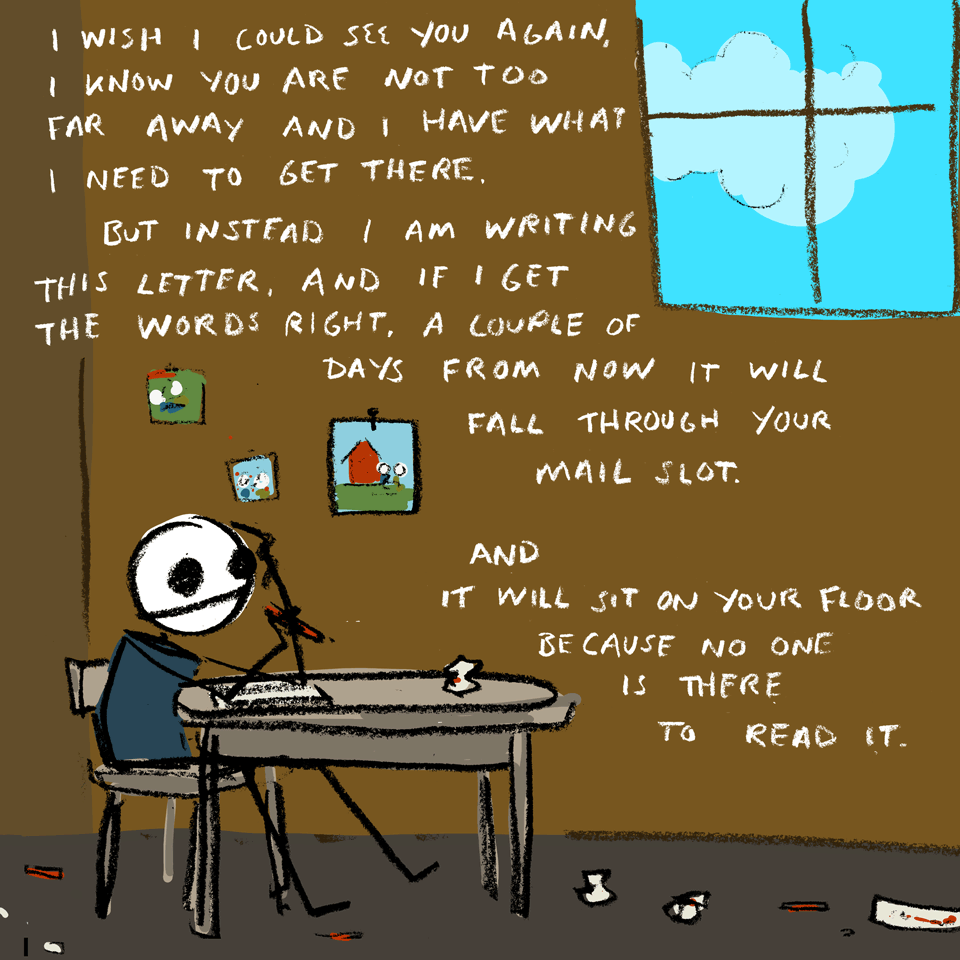 I WISH I COULD SEE YOU AGAIN,
I KNOW YOU ARE NOT TOO
FAR AWAY AND I HAVE WHAT
I NEED TO GET THERE.
BUT INSTEAD I AM WRITING
THIS LETTER, AND IF I GET
THE WORDS RIGHT, A COUPLE OF
DAYS FROM NOW IT WILL
FALL THROUGH YOUR
MAIL SLOT.
AND
IT WILL SIT ON YOUR FLOOR
BECAUSE NO ONE
IS THERE
TO READ IT.